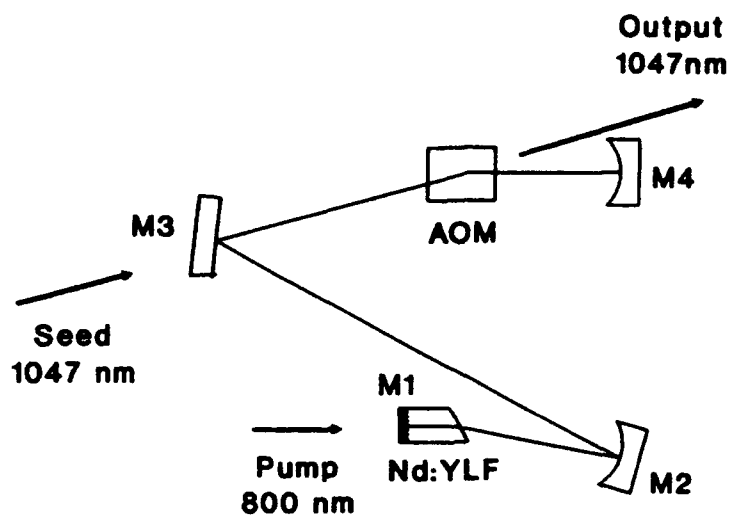 Output
1047nm
M3
AOM
M4
Seed
1047 nm
M1
Pump
800 nm
Nd:YLF
M2